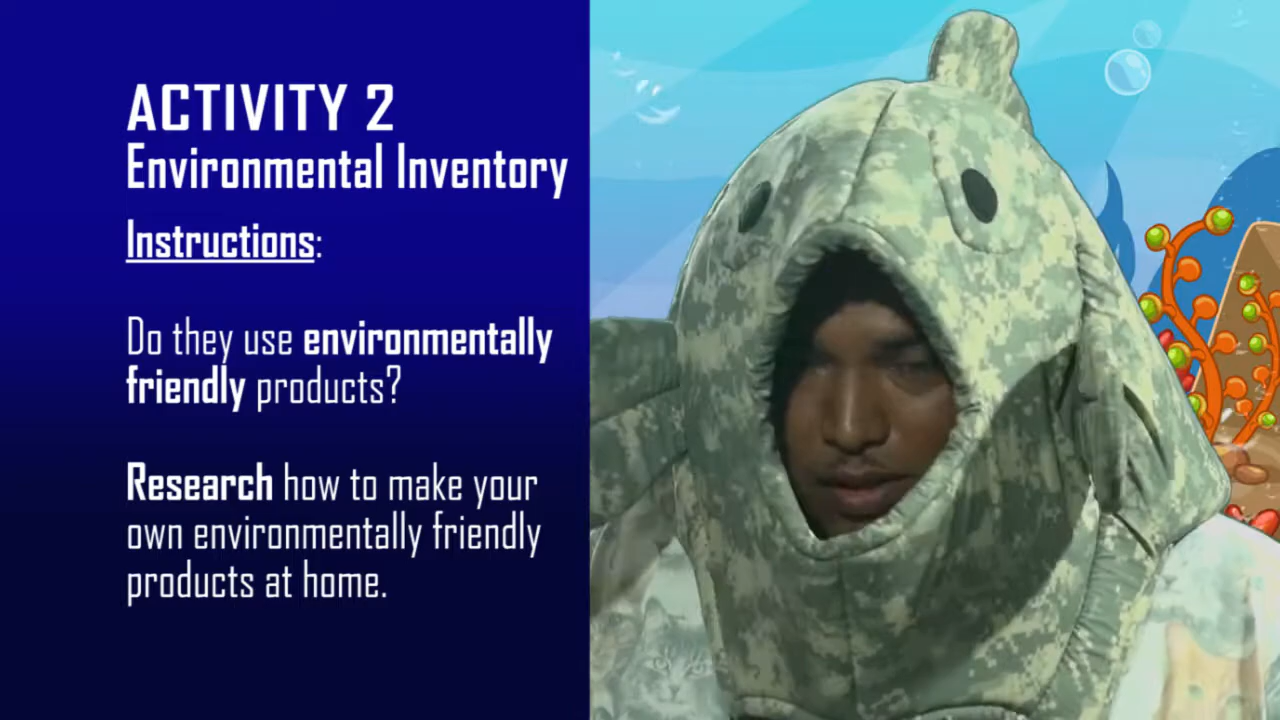 ACTIVITY 2
Environmental Inventory
Instructions:
Do they use environmentally
friendly products?
Research how to make your
own environmentally friendly
products at home.